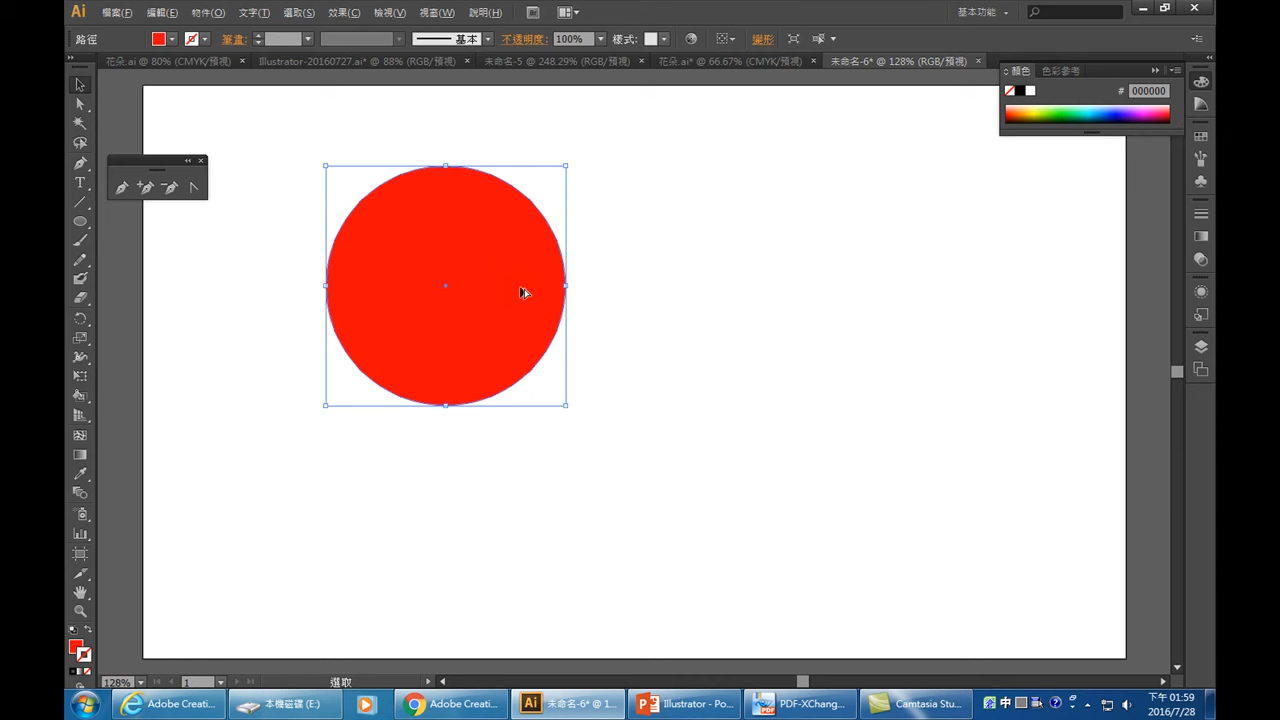 Ai 檔案(F) 編輯(E) 物件(O) 文字(T) 選取(S) 效果(C) 檢視(V) 視窗(W) 說明(H) Br 基本功能
路徑 筆畫: 基本 不透明度: 100% 樣式: 變形
花朵.ai @ 80% (CMYK/預視) Illustrator-20160727.ai* @ 88% (RGB/預視) 未命名-5 @ 248.29% (RGB/預視) 花朵.ai* @ 66.67% (CMYK/預視) 未命名-6* @ 128% (RGB/預視)
顏色 色彩參考
# 000000
128% 1 選取
Adobe Creati... 本機磁碟 (E:) Adobe Creati... Ai 未命名-6* @ 1... Illustrator - Po... PDF-XChang... Camtasia Stu... 中 下午 01:59
2016/7/28